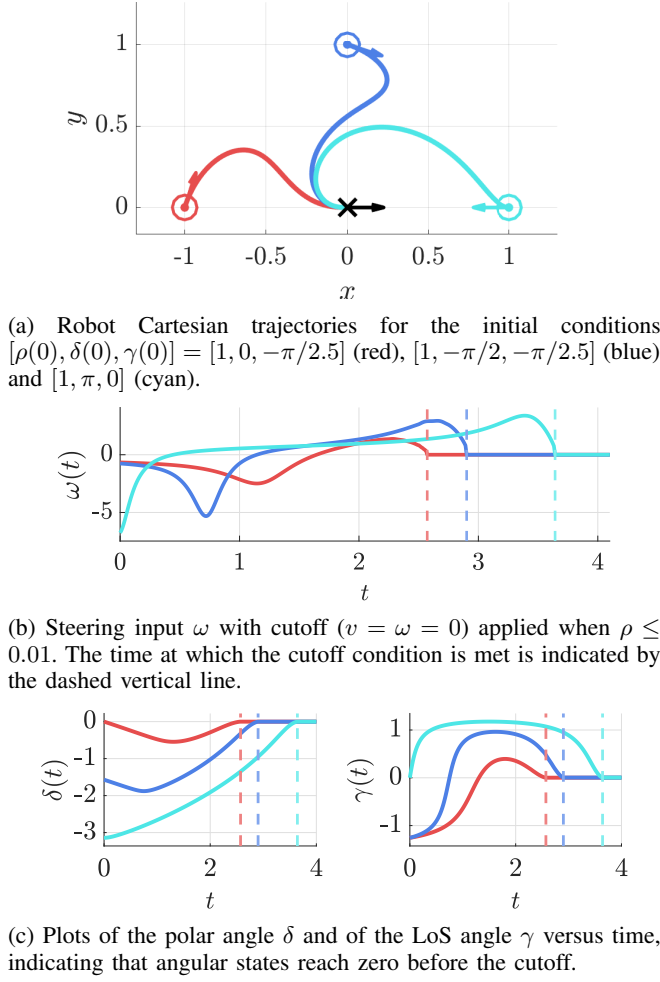 1
0.5
0
y
-1
-0.5
0
0.5
1
x
(a) Robot Cartesian trajectories for the initial conditions
[ρ(0), δ(0), γ(0)] = [1, 0, −π/2.5] (red), [1, −π/2, −π/2.5] (blue)
and [1, π, 0] (cyan).
0
-5
ω(t)
0
1
2
3
4
t
(b) Steering input ω with cutoff (v = ω = 0) applied when ρ ≤
0.01. The time at which the cutoff condition is met is indicated by
the dashed vertical line.
0
-1
-2
-3
δ(t)
0
2
4
t
1
0
-1
γ(t)
0
2
4
t
(c) Plots of the polar angle δ and of the LoS angle γ versus time,
indicating that angular states reach zero before the cutoff.